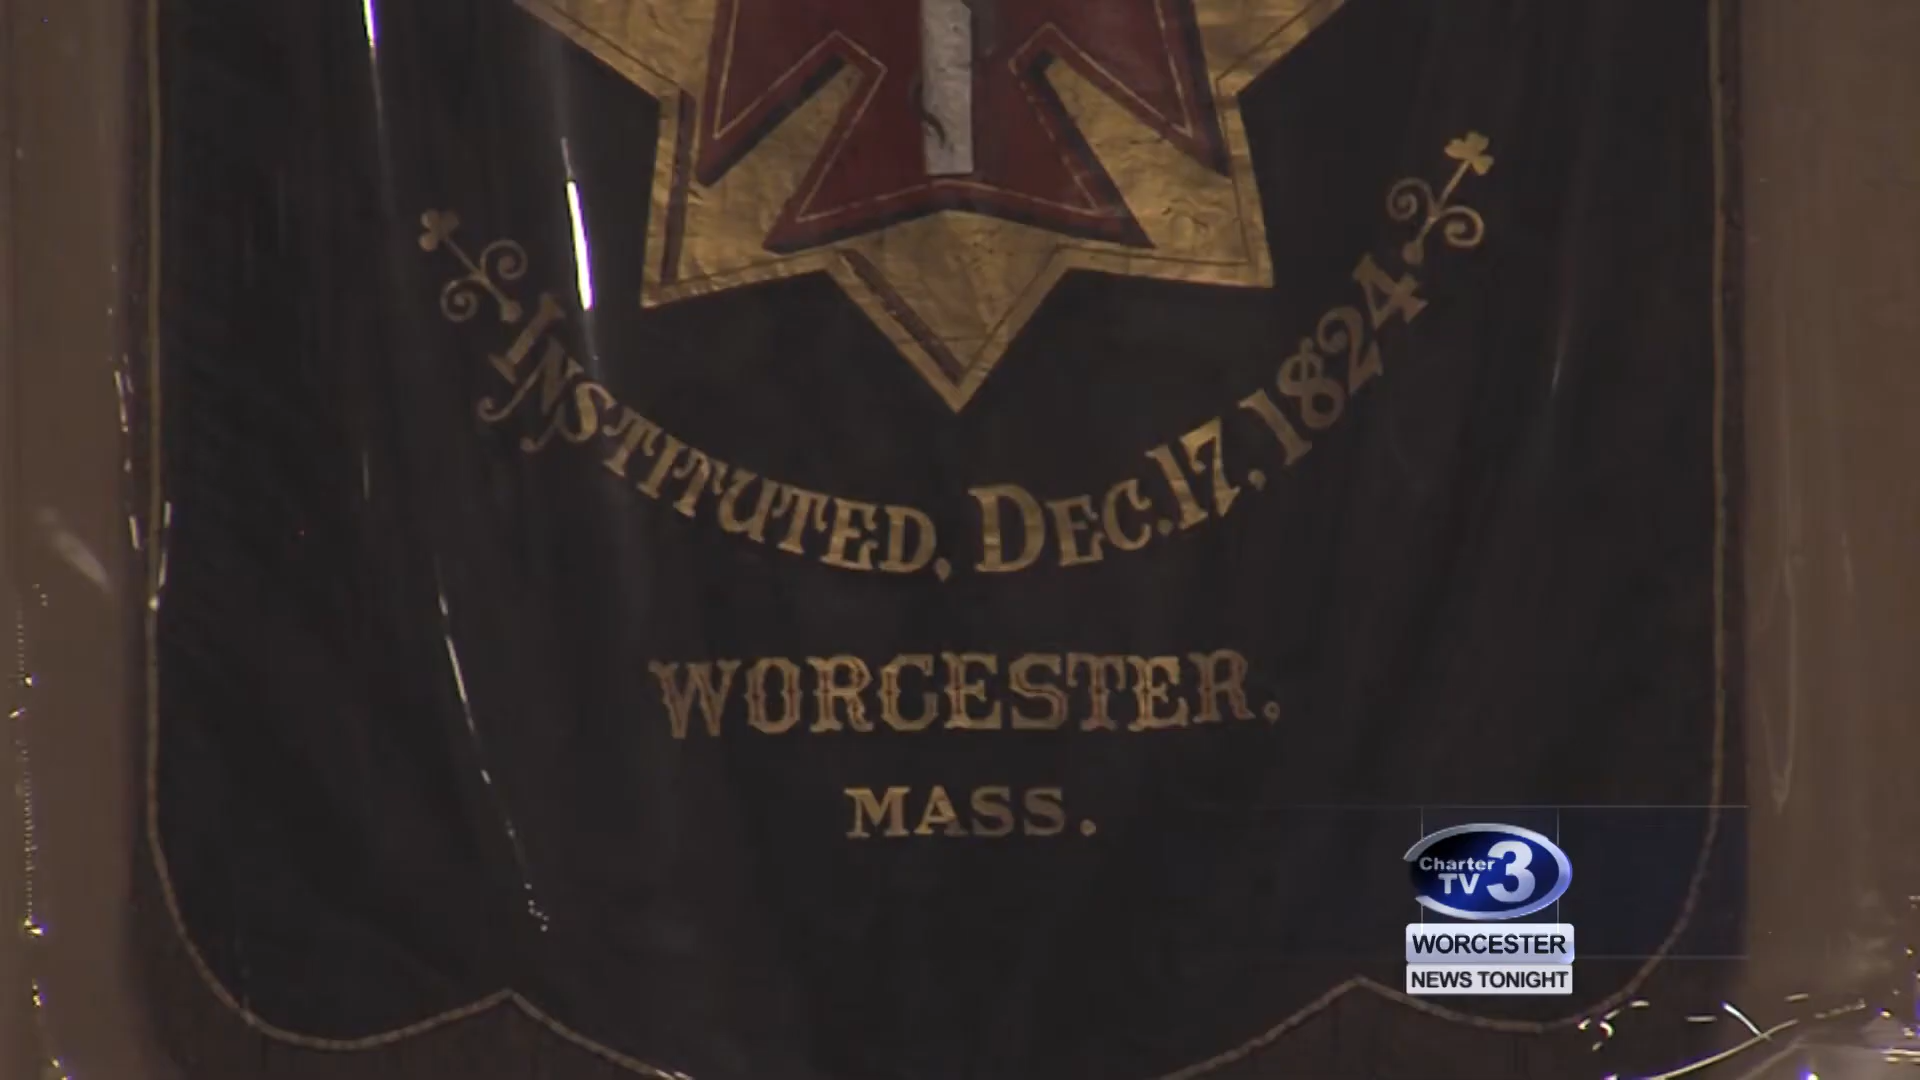 INSTITUTED, DEC. 17, 1824.
WORCESTER.
MASS.
Charter
TV3
WORCESTER
NEWS TONIGHT